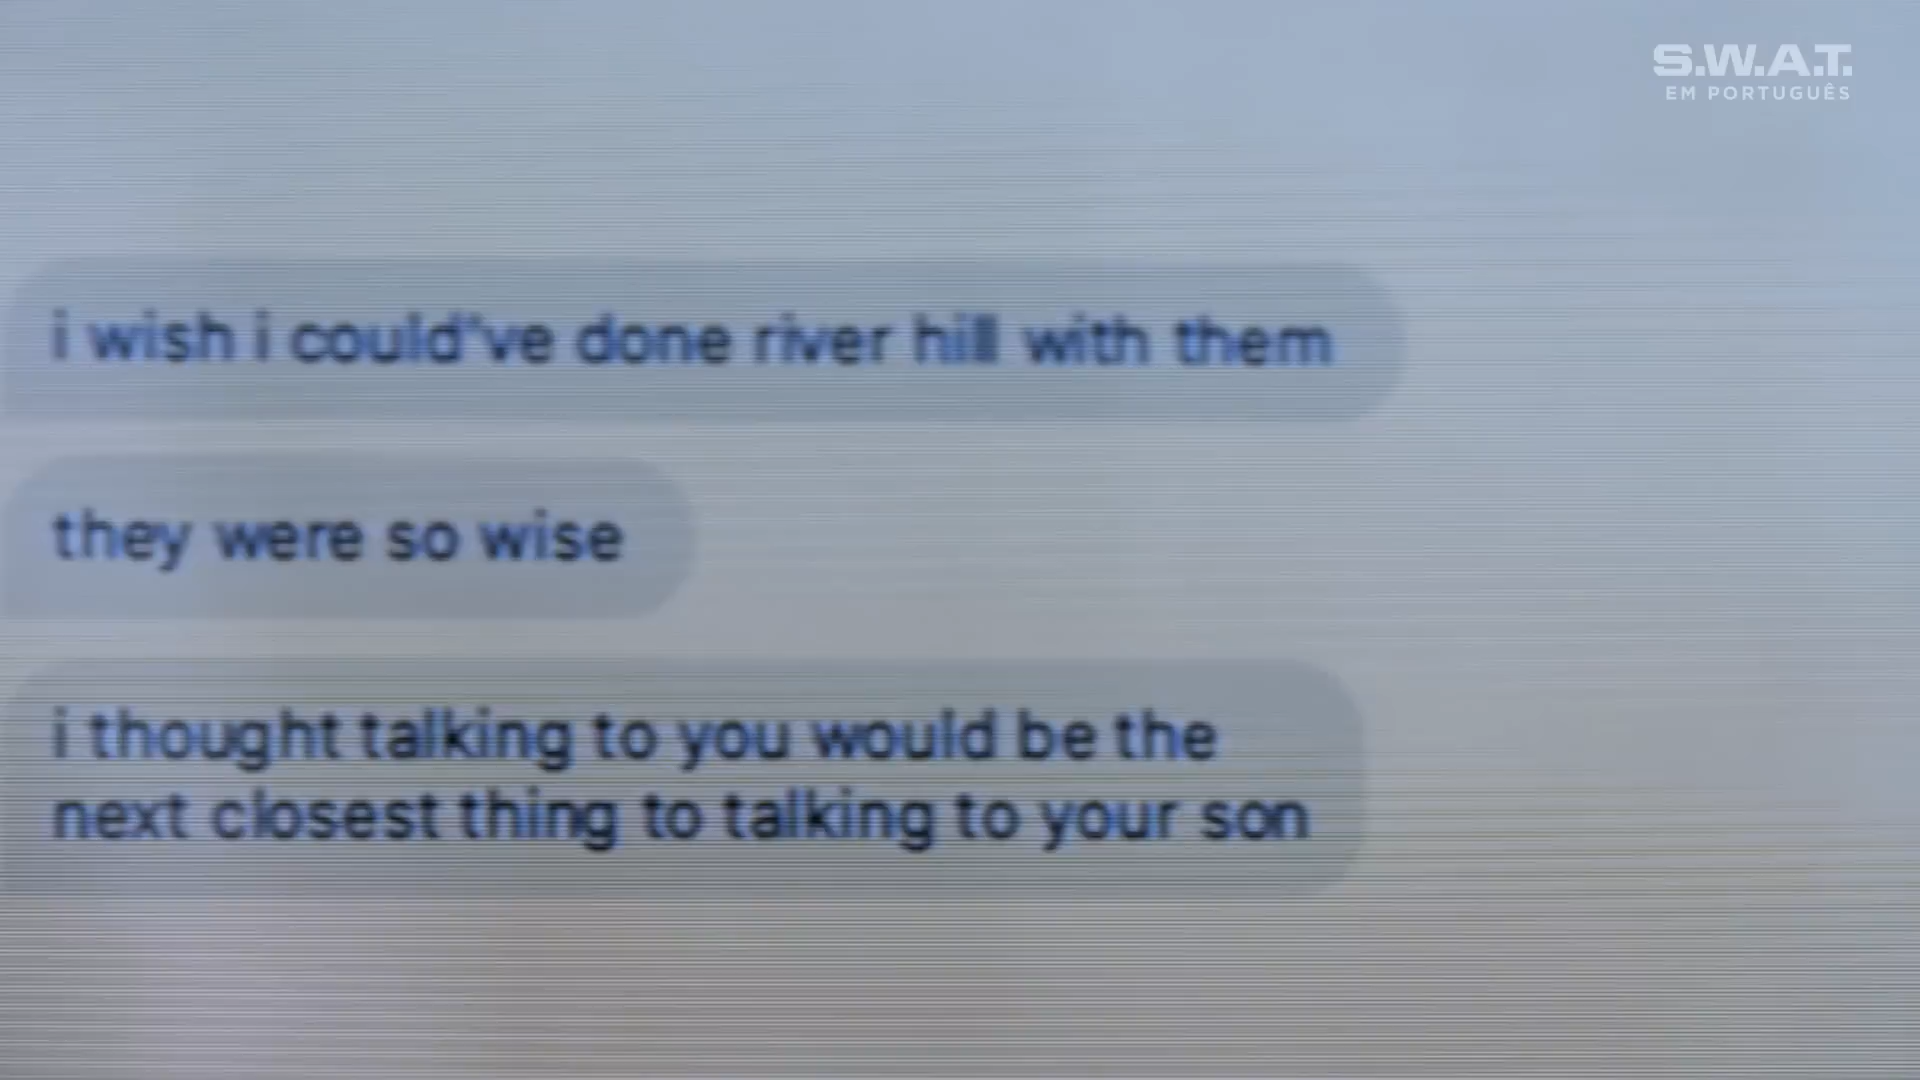 S.W.A.T.
EM PORTUGUÊS
i wish i could've done river hill with them
they were so wise
i thought talking to you would be the
next closest thing to talking to your son